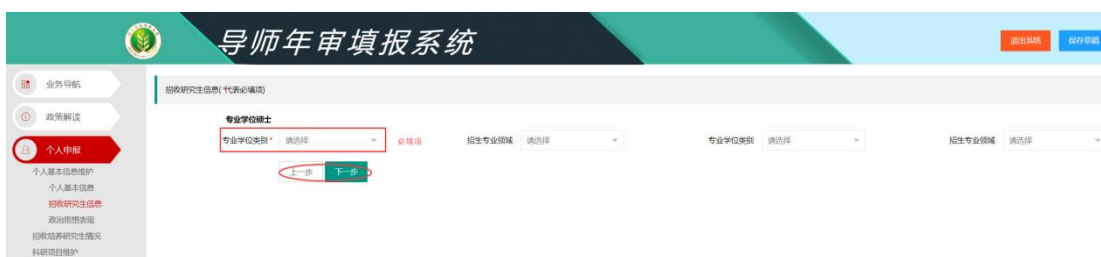 导师年审填报系统
退出系统 保存草稿
业务导航
政策解读
个人申报
个人基本信息维护
个人基本信息
招收研究生信息
政治思想表现
招收培养研究生情况
科研项目维护
招收研究生信息(*代表必填项)
专业学位硕士
专业学位类别* 请选择 必填项 招生专业领域 请选择 专业学位类别 请选择 招生专业领域 请选择
上一步 下一步